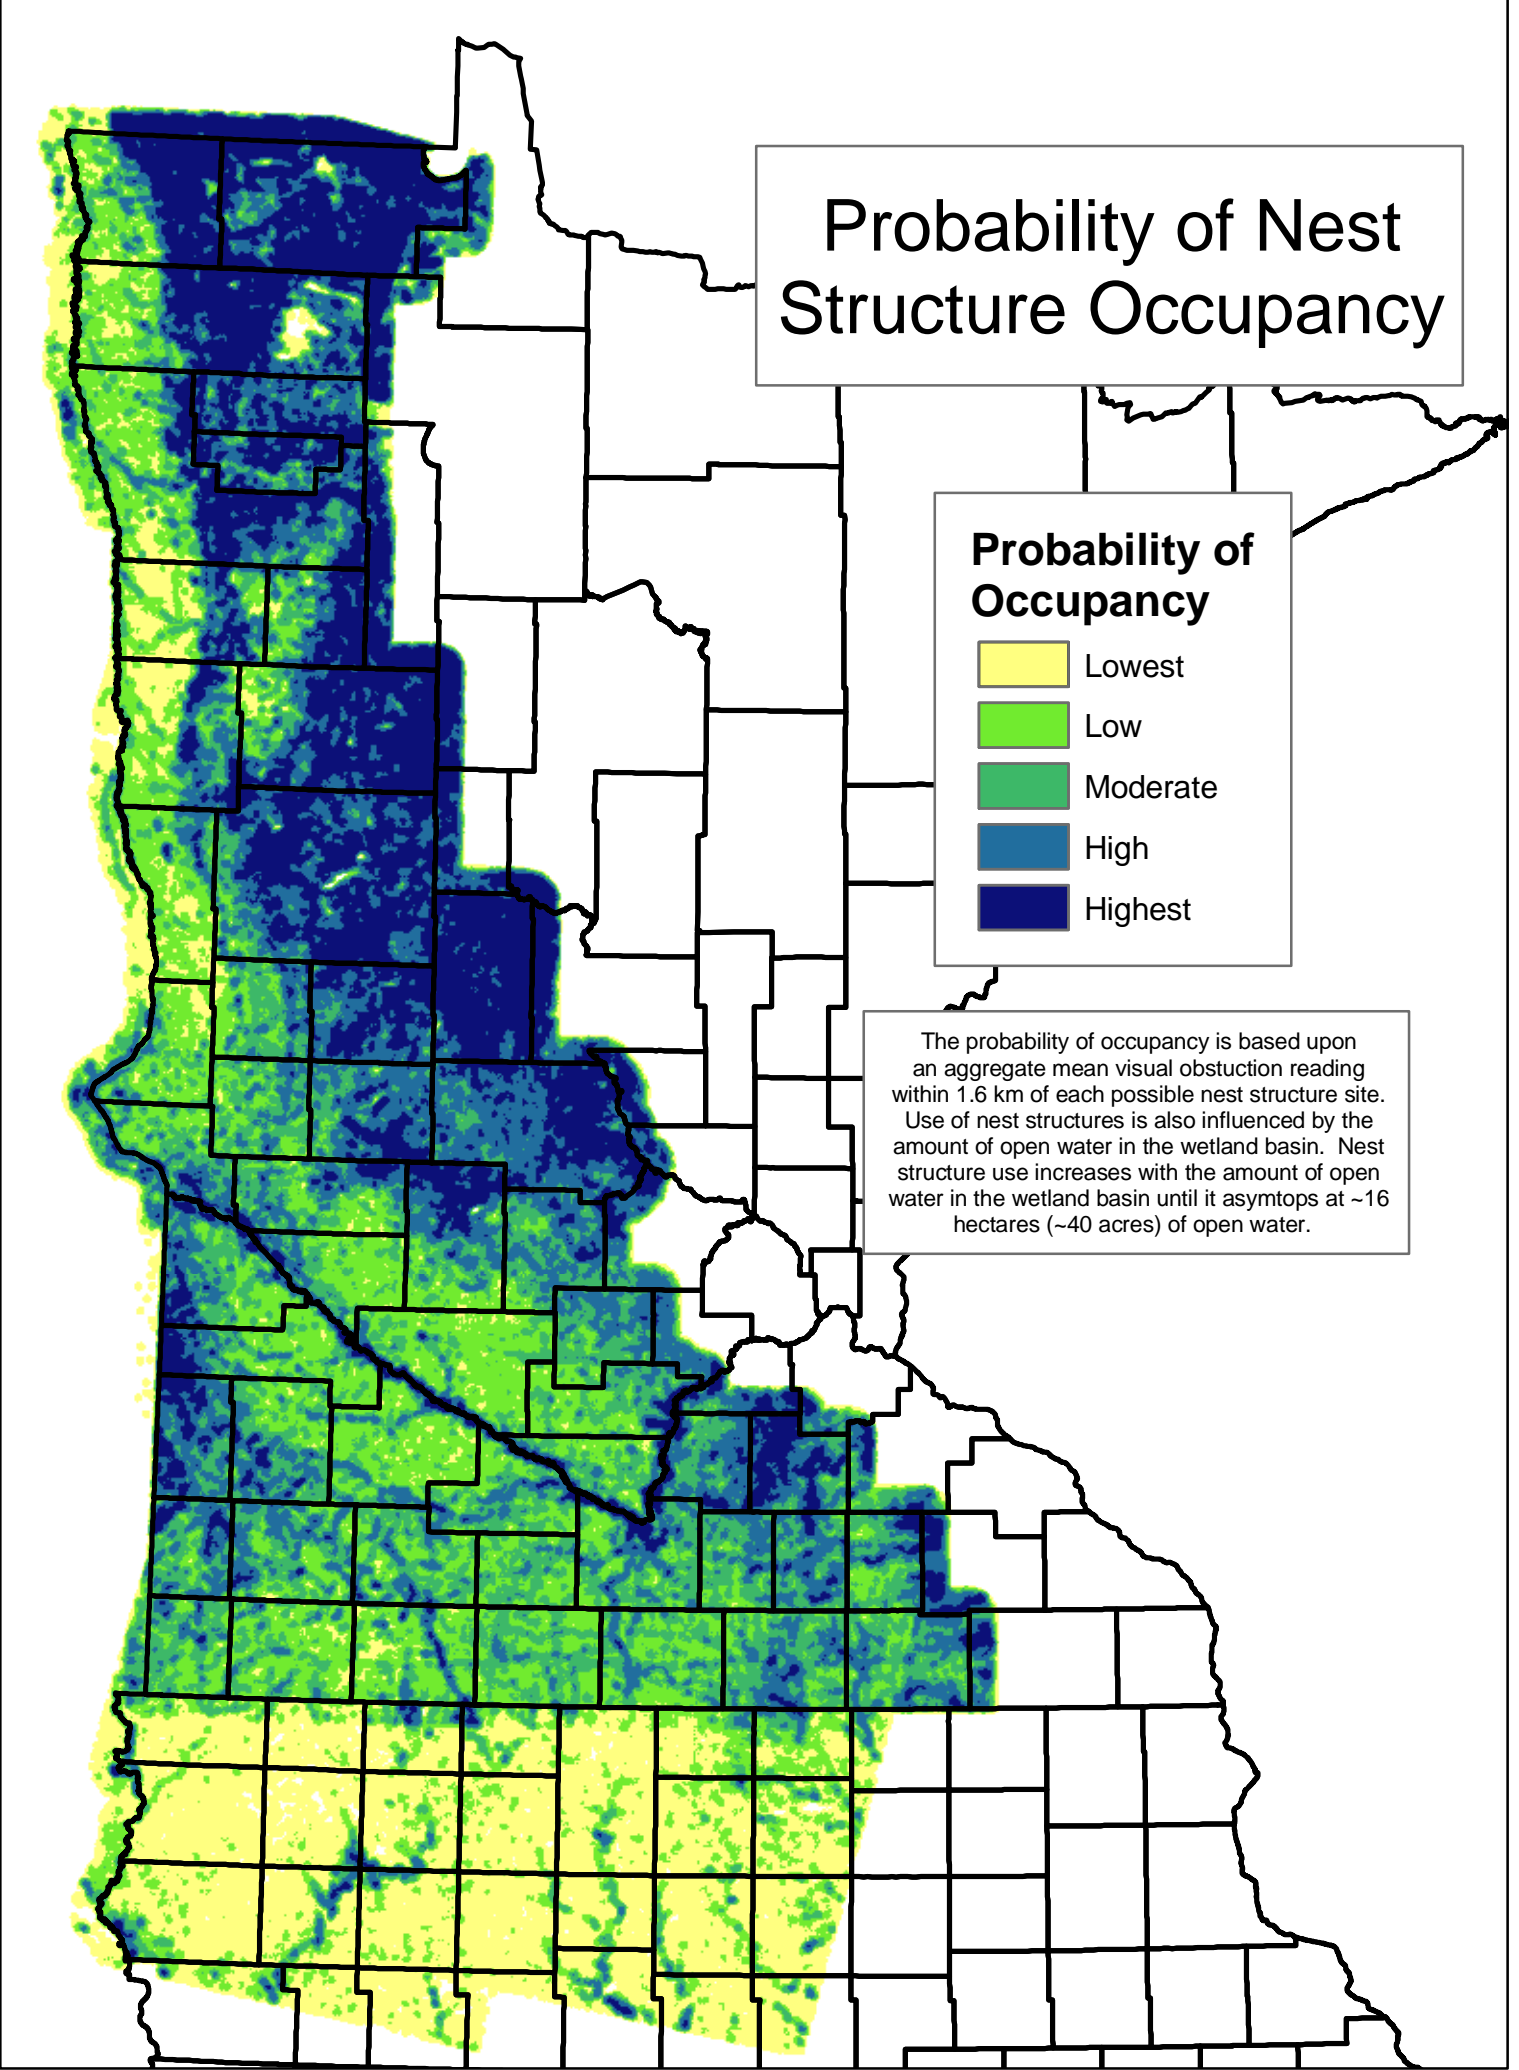 Probability of Nest
Structure Occupancy
Probability of
Occupancy
Lowest
Low
Moderate
High
Highest
The probability of occupancy is based upon
an aggregate mean visual obstuction reading
within 1.6 km of each possible nest structure site.
Use of nest structures is also influenced by the
amount of open water in the wetland basin. Nest
structure use increases with the amount of open
water in the wetland basin until it asymtops at ~16
hectares (~40 acres) of open water.